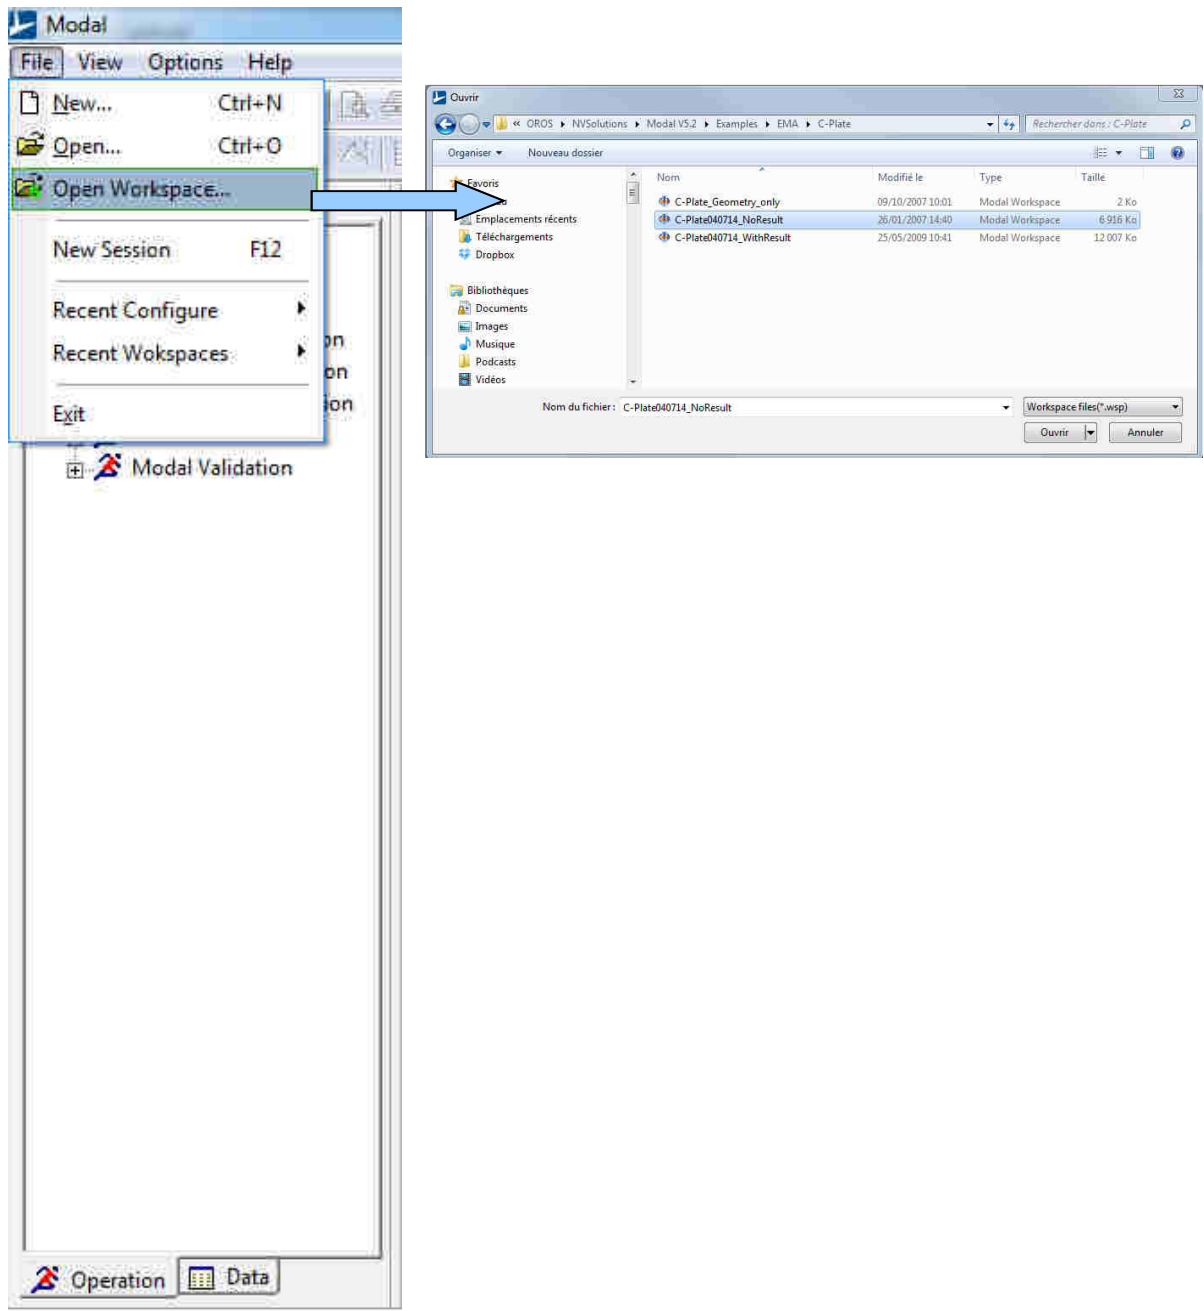 Modal
File View Options Help
New... Ctrl+N
Open... Ctrl+O
Open Workspace...
New Session F12
Recent Configure
Recent Wokspaces
Exit
on
on
ion
Modal Validation
Operation Data
Ouvrir
« OROS NVSolutions Modal V5.2 Examples EMA C-Plate
Rechercher dans : C-Plate
Organiser Nouveau dossier
Favoris
Emplacements récents
Téléchargements
Dropbox
Bibliothèques
Documents
Images
Musique
Podcasts
Vidéos
Nom Modifié le Type Taille
C-Plate_Geometry_only 09/10/2007 10:01 Modal Workspace 2 Ko
C-Plate040714_NoResult 26/01/2007 14:40 Modal Workspace 6 916 Ko
C-Plate040714_WithResult 25/05/2009 10:41 Modal Workspace 12 007 Ko
Nom du fichier : C-Plate040714_NoResult Workspace files(*.wsp)
Ouvrir Annuler